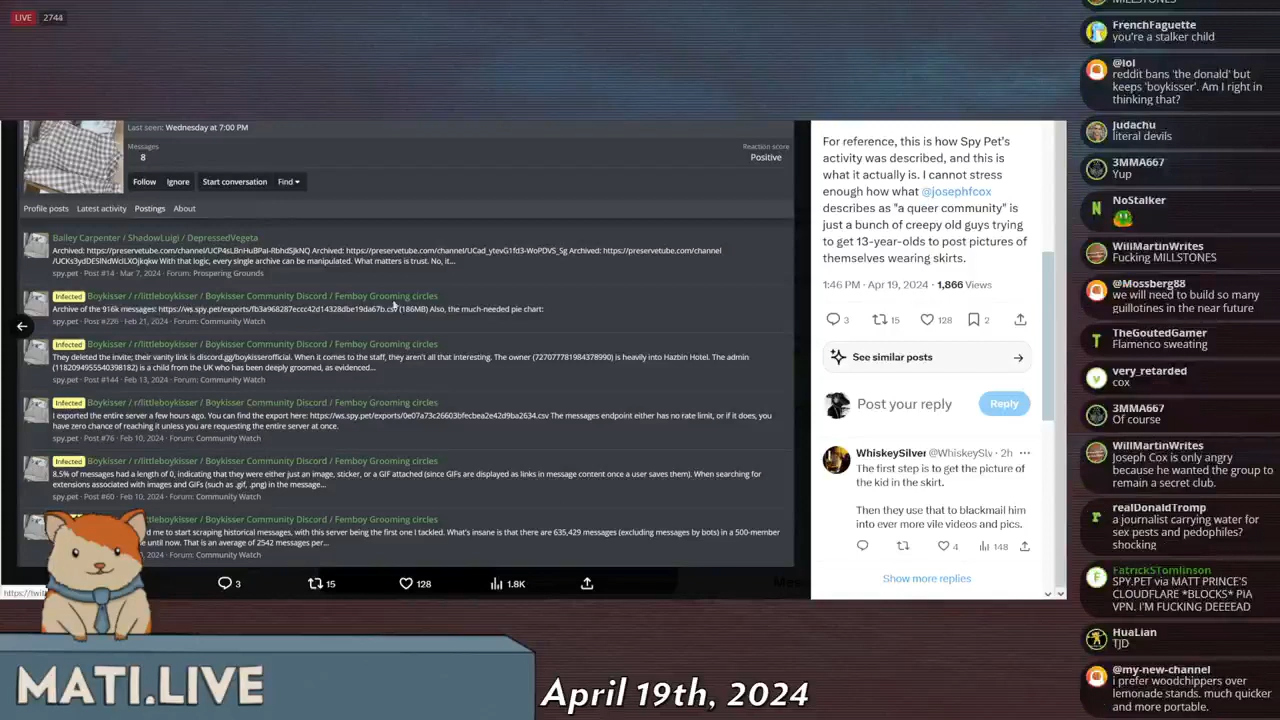 LIVE 2744
Last seen: Wednesday at 7:00 PM
Messages
8
Reaction score
Positive
Follow Ignore Start conversation Find
Profile posts Latest activity Postings About
Bailey Carpenter / ShadowLuigi / DepressedVegeta
/UCKs3ydDESINdWcLXOjkqkw With that logic, every single archive can be manipulated. What matters is trust. No, it...
spy.pet · Post #14 · Mar 7, 2024 · Forum: Prospering Grounds
Infected Boykisser / r/littleboykisser / Boykisser Community Discord / Femboy Grooming circles
Archive of the 916k messages: https://ws.spy.pet/exports/fb3a968287eccc42d14328dbe19da67b.csv (186MB) Also, the much-needed pie chart:
spy.pet · Post #226 · Feb 21, 2024 · Forum: Community Watch
Infected Boykisser / r/littleboykisser / Boykisser Community Discord / Femboy Grooming circles
They deleted the invite; their vanity link is discord.gg/boykisserofficial. When it comes to the staff, they aren't all that interesting. The owner (727077781984378990) is heavily into Hazbin Hotel. The admin
(1182094955540398182) is a child from the UK who has been deeply groomed, as evidenced...
spy.pet · Post #144 · Feb 13, 2024 · Forum: Community Watch
Infected Boykisser / r/littleboykisser / Boykisser Community Discord / Femboy Grooming circles
I exported the entire server a few hours ago. You can find the export here: https://ws.spy.pet/exports/0e07a73c26603bfecbea2e42d9ba2634.csv The messages endpoint either has no rate limit, or if it does, you
have zero chance of reaching it unless you are requesting the entire server at once.
spy.pet · Post #76 · Feb 10, 2024 · Forum: Community Watch
Infected Boykisser / r/littleboykisser / Boykisser Community Discord / Femboy Grooming circles
8.5% of messages had a length of 0, indicating that they were either just an image, sticker, or a GIF attached (since GIFs are displayed as links in message content once a user saves them). When searching for
extensions associated with images and GIFs (such as .gif, .png) in the message...
spy.pet · Post #60 · Feb 10, 2024 · Forum: Community Watch
/littleboykisser / Boykisser Community Discord / Femboy Grooming circles
me to start scraping historical messages, with this server being the first one I tackled. What's insane is that there are 635,429 messages (excluding messages by bots) in a 500-member
until now. That is an average of 2542 messages per...
2024 · Forum: Community Watch
3 15 128 1.8K
For reference, this is how Spy Pet's
activity was described, and this is
what it actually is. I cannot stress
enough how what
@josephfcox
describes as "a queer community" is
just a bunch of creepy old guys trying
to get 13-year-olds to post pictures of
themselves wearing skirts.
1:46 PM · Apr 19, 2024 · 1,866 Views
3 15 128 2
See similar posts
Post your reply Reply
WhiskeySilver @WhiskeySlv · 2h
The first step is to get the picture of
the kid in the skirt.
Then they use that to blackmail him
into ever more vile videos and pics.
4 148
Show more replies
MILLSTONES
FrenchFaguette
you're a stalker child
@lol
reddit bans 'the donald' but
keeps 'boykisser'. Am I right in
thinking that?
Judachu
literal devils
3MMA667
Yup
NoStalker
WillMartinWrites
Fucking MILLSTONES
@Mossberg88
we will need to build so many
guillotines in the near future
TheGoutedGamer
Flamenco sweating
very_retarded
cox
3MMA667
Of course
WillMartinWrites
Joseph Cox is only angry
because he wanted the group to
remain a secret club.
realDonaldTrump
a journalist carrying water for
sex pests and pedophiles?
shocking
PatrickSTomlinson
SPY.PET via MATT PRINCE'S
CLOUDFLARE *BLOCKS* PIA
VPN. I'M FUCKING DEEEEAD
HuaLian
TJD
@my-new-channel
i prefer woodchippers over
lemonade stands. much quicker
and more portable.
MATI.LIVE
April 19th, 2024